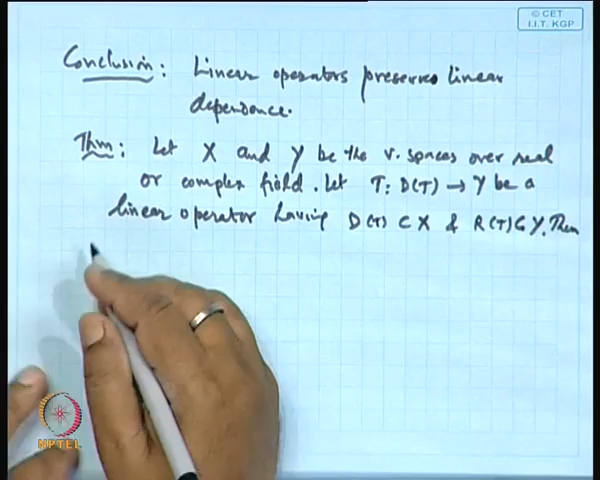 © CET
I.I.T. KGP
Conclusion: Linear operators preserves linear
dependence.
Thm: Let X and Y be the v. spaces over real
or complex field. Let T: D(T) → Y be a
linear operator having D(T) ⊂ X & R(T) ⊂ Y. Then
NPTEL